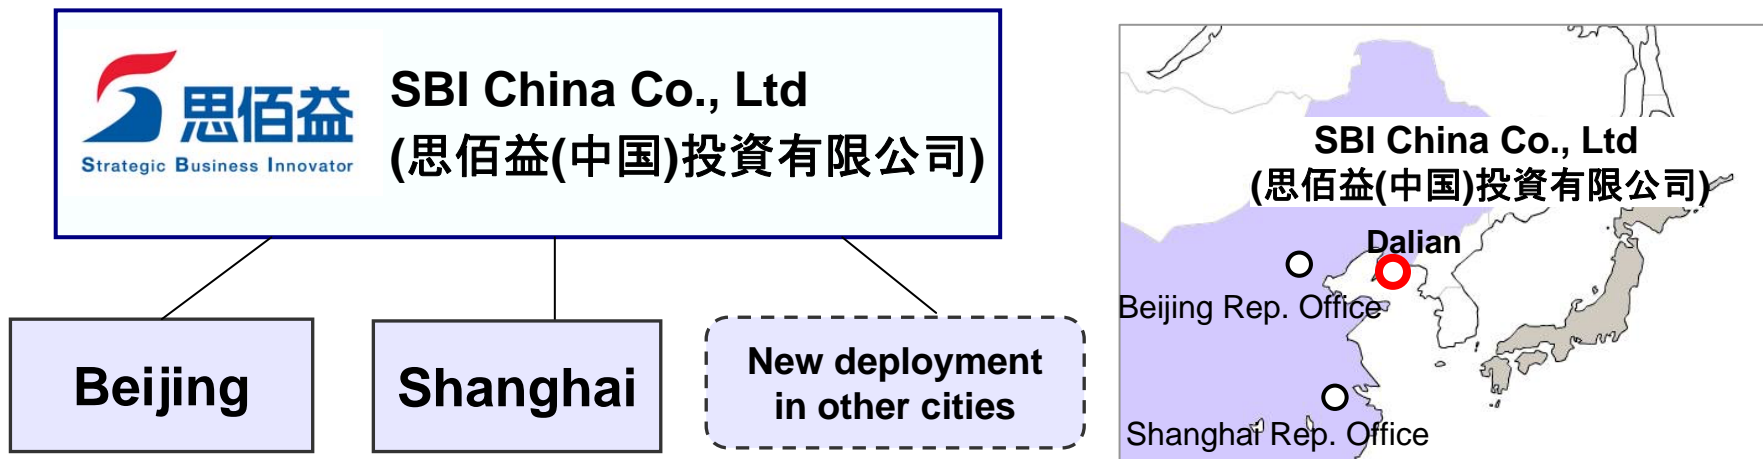 思佰益
Strategic Business Innovator
SBI China Co., Ltd
(思佰益(中国)投資有限公司)
Beijing
Shanghai
New deployment
in other cities
SBI China Co., Ltd
(思佰益(中国)投資有限公司)
Dalian
Beijing Rep. Office
Shanghai Rep. Office